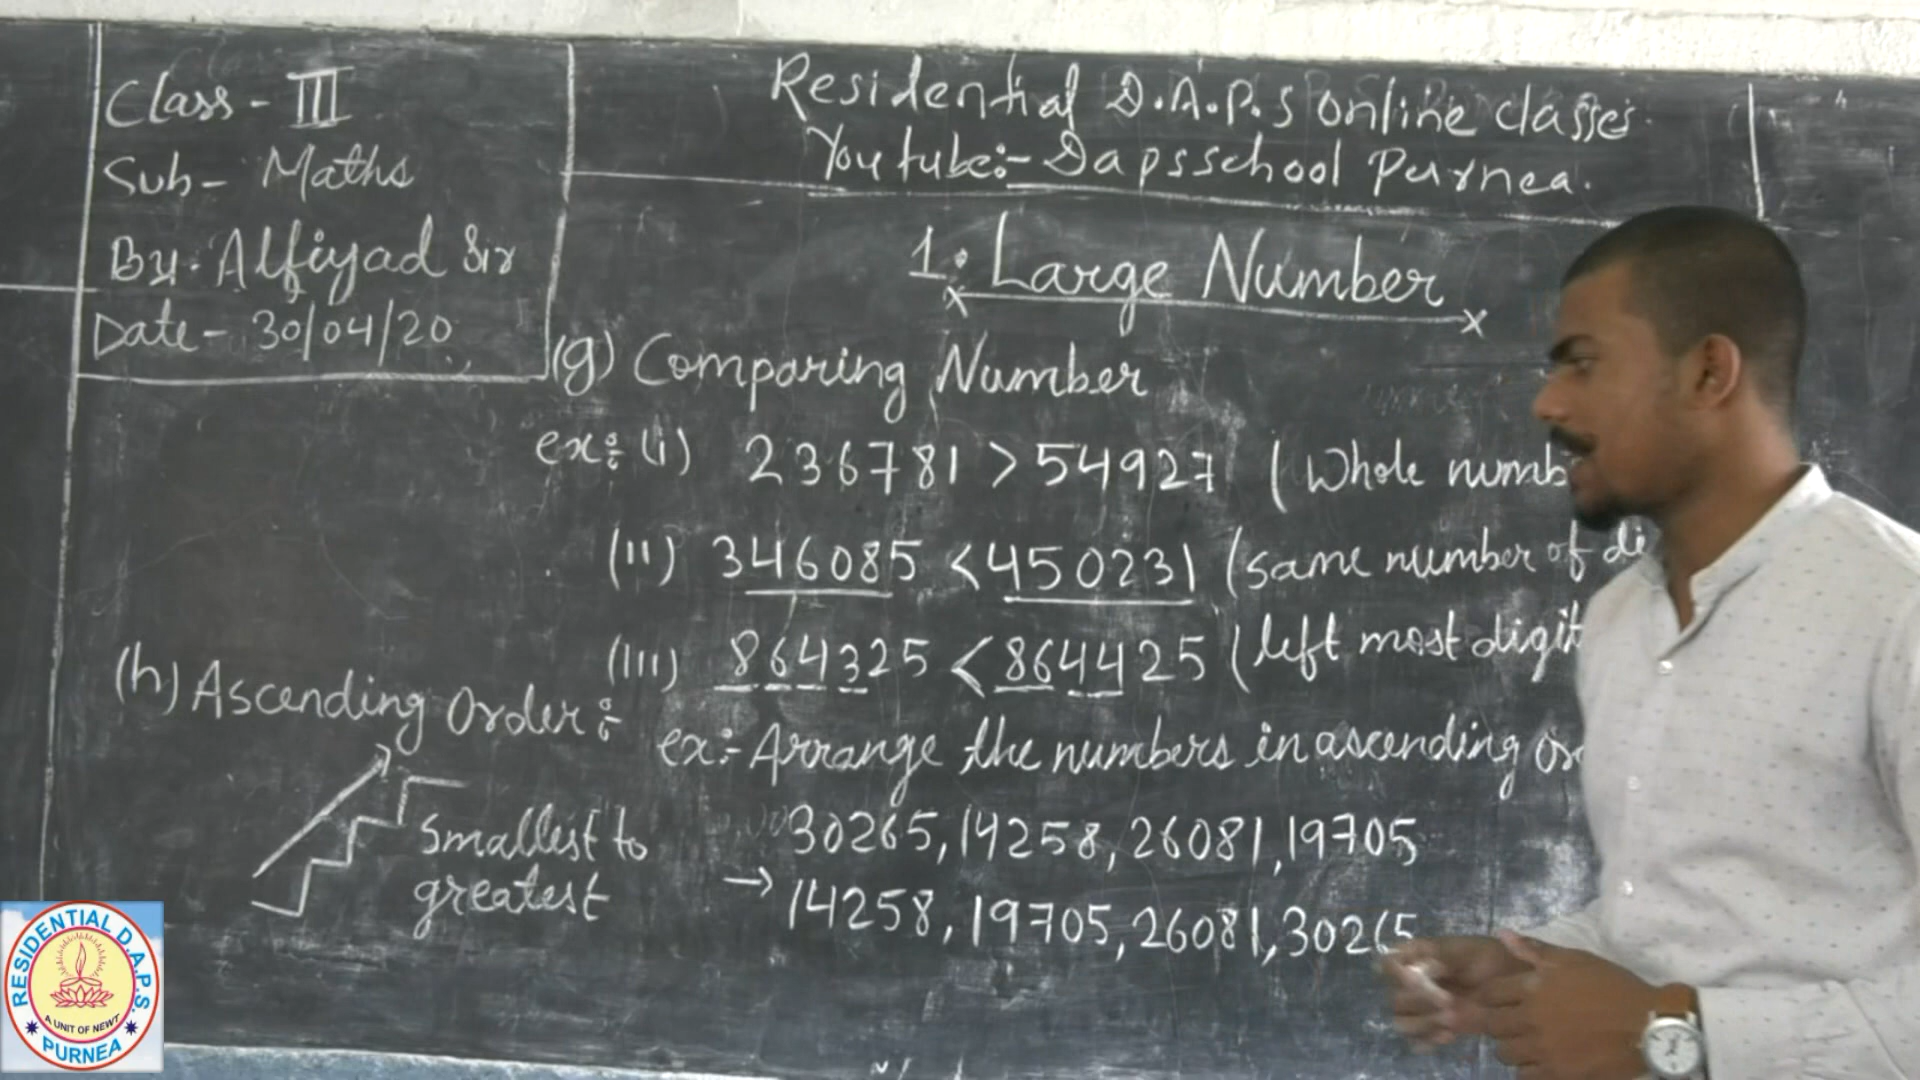 Class - III
Sub - Maths
By:- Alfiyad Sir
Date - 30/04/20
Residential D.A.P.S online classes.
Youtube:- Dapsschool Purnea.
1. Large Number
(g) Comparing Number
ex: (i) 236781 > 54927 (Whole numb
(ii) 346085 < 450231 (same number of di
(iii) 864325 < 864425 (left most digit
(h) Ascending Order:
ex:- Arrange the numbers in ascending or
Smallest to
greatest
30265, 14258, 26081, 19705
→ 14258, 19705, 26081, 30265
RESIDENTIAL D.A.P.S.
A UNIT OF NEWT
PURNEA